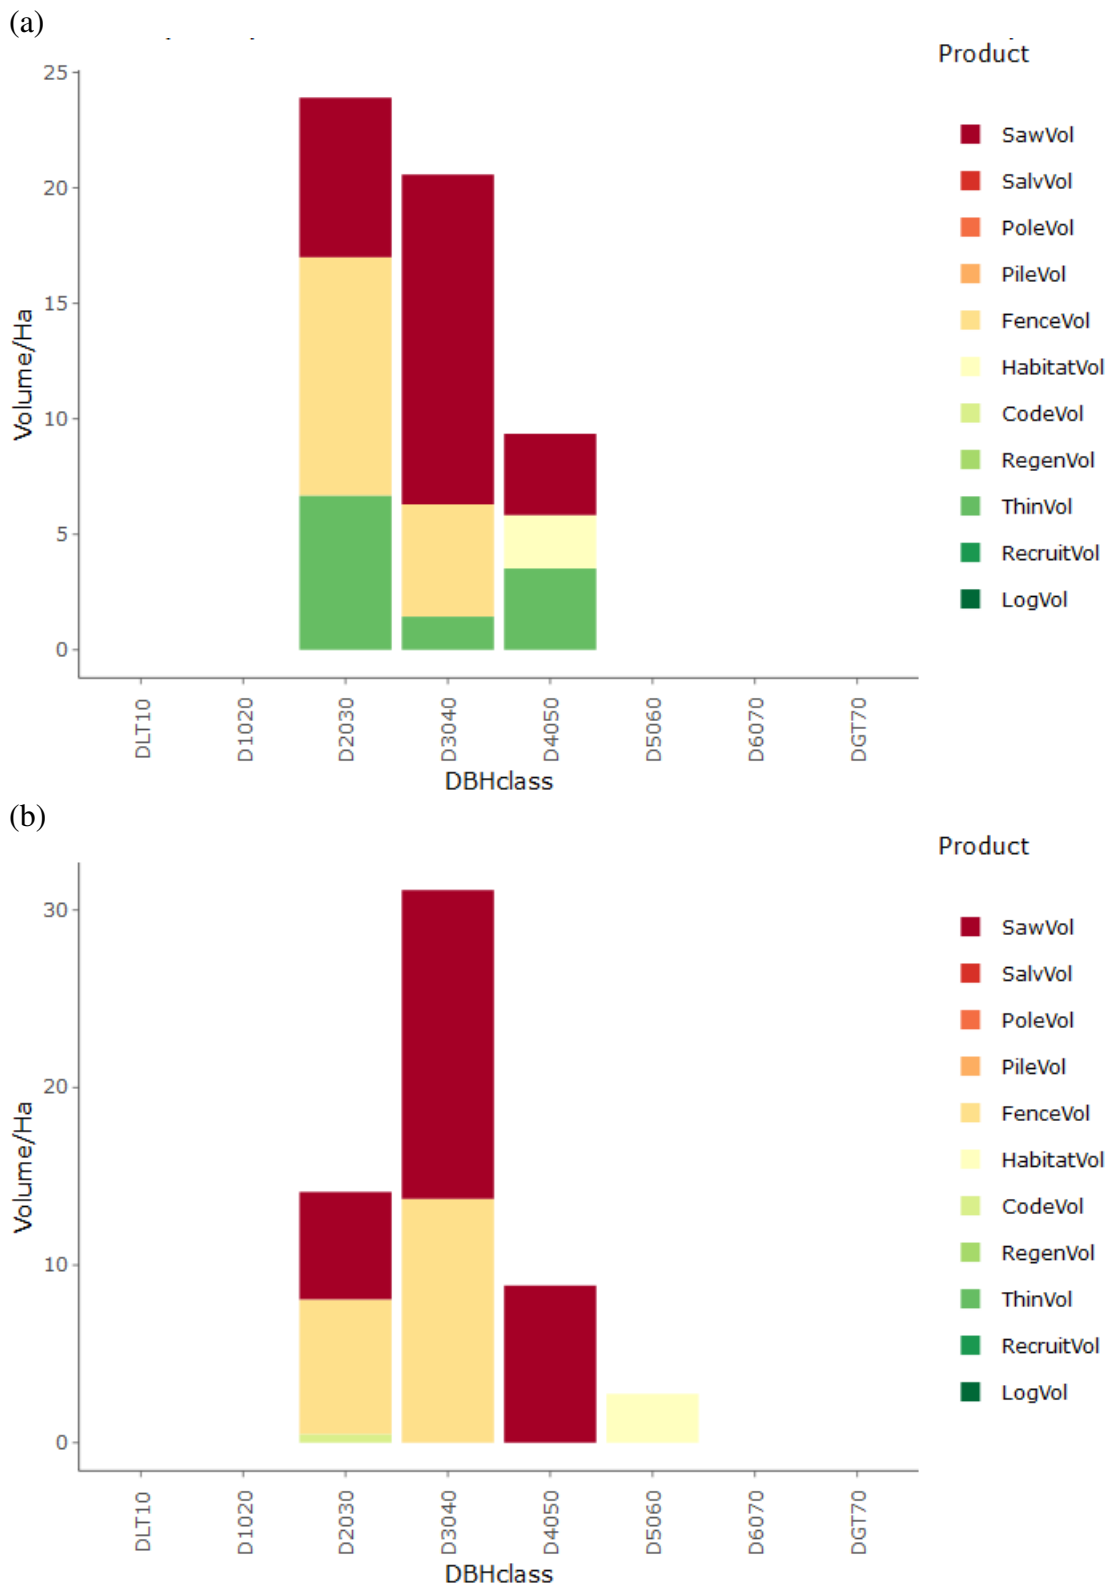 (a)
Product
25
20
15
10
5
0
Volume/Ha
SawVol
SalvVol
PoleVol
PileVol
FenceVol
HabitatVol
CodeVol
RegenVol
ThinVol
RecruitVol
LogVol
DLT10
D1020
D2030
D3040
D4050
D5060
D6070
DGT70
DBHclass
(b)
Product
30
20
10
0
Volume/Ha
SawVol
SalvVol
PoleVol
PileVol
FenceVol
HabitatVol
CodeVol
RegenVol
ThinVol
RecruitVol
LogVol
DLT10
D1020
D2030
D3040
D4050
D5060
D6070
DGT70
DBHclass